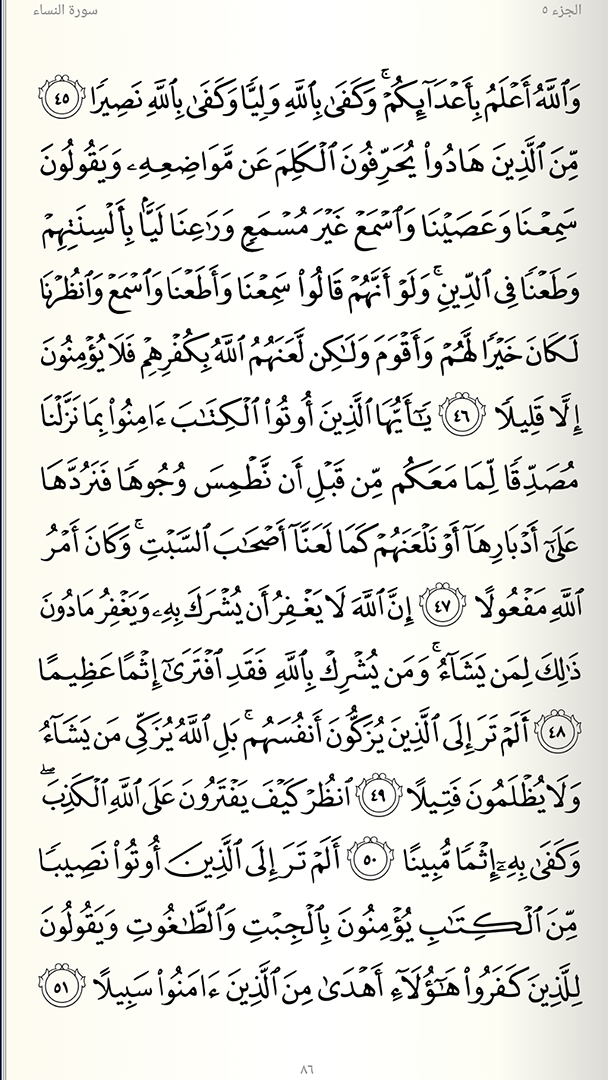 الجزء ٥
سورة النساء
وَٱللَّهُ أَعْلَمُ بِأَعْدَآئِكُمْۚ وَكَفَىٰ بِٱللَّهِ وَلِيًّا وَكَفَىٰ بِٱللَّهِ نَصِيرًا ٤٥
مِّنَ ٱلَّذِينَ هَادُوا۟ يُحَرِّفُونَ ٱلْكَلِمَ عَن مَّوَاضِعِهِۦ وَيَقُولُونَ
سَمِعْنَا وَعَصَيْنَا وَٱسْمَعْ غَيْرَ مُسْمَعٍ وَرَٰعِنَا لَيًّۢا بِأَلْسِنَتِهِمْ
وَطَعْنًا فِى ٱلدِّينِۚ وَلَوْ أَنَّهُمْ قَالُوا۟ سَمِعْنَا وَأَطَعْنَا وَٱسْمَعْ وَٱنظُرْنَا
لَكَانَ خَيْرًا لَّهُمْ وَأَقْوَمَ وَلَٰكِن لَّعَنَهُمُ ٱللَّهُ بِكُفْرِهِمْ فَلَا يُؤْمِنُونَ
إِلَّا قَلِيلًا ٤٦ يَٰٓأَيُّهَا ٱلَّذِينَ أُوتُوا۟ ٱلْكِتَٰبَ ءَامِنُوا۟ بِمَا نَزَّلْنَا
مُصَدِّقًا لِّمَا مَعَكُم مِّن قَبْلِ أَن نَّطْمِسَ وُجُوهًا فَنَرُدَّهَا
عَلَىٰٓ أَدْبَارِهَآ أَوْ نَلْعَنَهُمْ كَمَا لَعَنَّآ أَصْحَٰبَ ٱلسَّبْتِۚ وَكَانَ أَمْرُ
ٱللَّهِ مَفْعُولًا ٤٧ إِنَّ ٱللَّهَ لَا يَغْفِرُ أَن يُشْرَكَ بِهِۦ وَيَغْفِرُ مَا دُونَ
ذَٰلِكَ لِمَن يَشَآءُۚ وَمَن يُشْرِكْ بِٱللَّهِ فَقَدِ ٱفْتَرَىٰٓ إِثْمًا عَظِيمًا
٤٨ أَلَمْ تَرَ إِلَى ٱلَّذِينَ يُزَكُّونَ أَنفُسَهُمۚ بَلِ ٱللَّهُ يُزَكِّى مَن يَشَآءُ
وَلَا يُظْلَمُونَ فَتِيلًا ٤٩ ٱنظُرْ كَيْفَ يَفْتَرُونَ عَلَى ٱللَّهِ ٱلْكَذِبَۖ
وَكَفَىٰ بِهِۦٓ إِثْمًا مُّبِينًا ٥٠ أَلَمْ تَرَ إِلَى ٱلَّذِينَ أُوتُوا۟ نَصِيبًا
مِّنَ ٱلْكِتَٰبِ يُؤْمِنُونَ بِٱلْجِبْتِ وَٱلطَّٰغُوتِ وَيَقُولُونَ
لِلَّذِينَ كَفَرُوا۟ هَٰٓؤُلَآءِ أَهْدَىٰ مِنَ ٱلَّذِينَ ءَامَنُوا۟ سَبِيلًا ٥١
٨٦